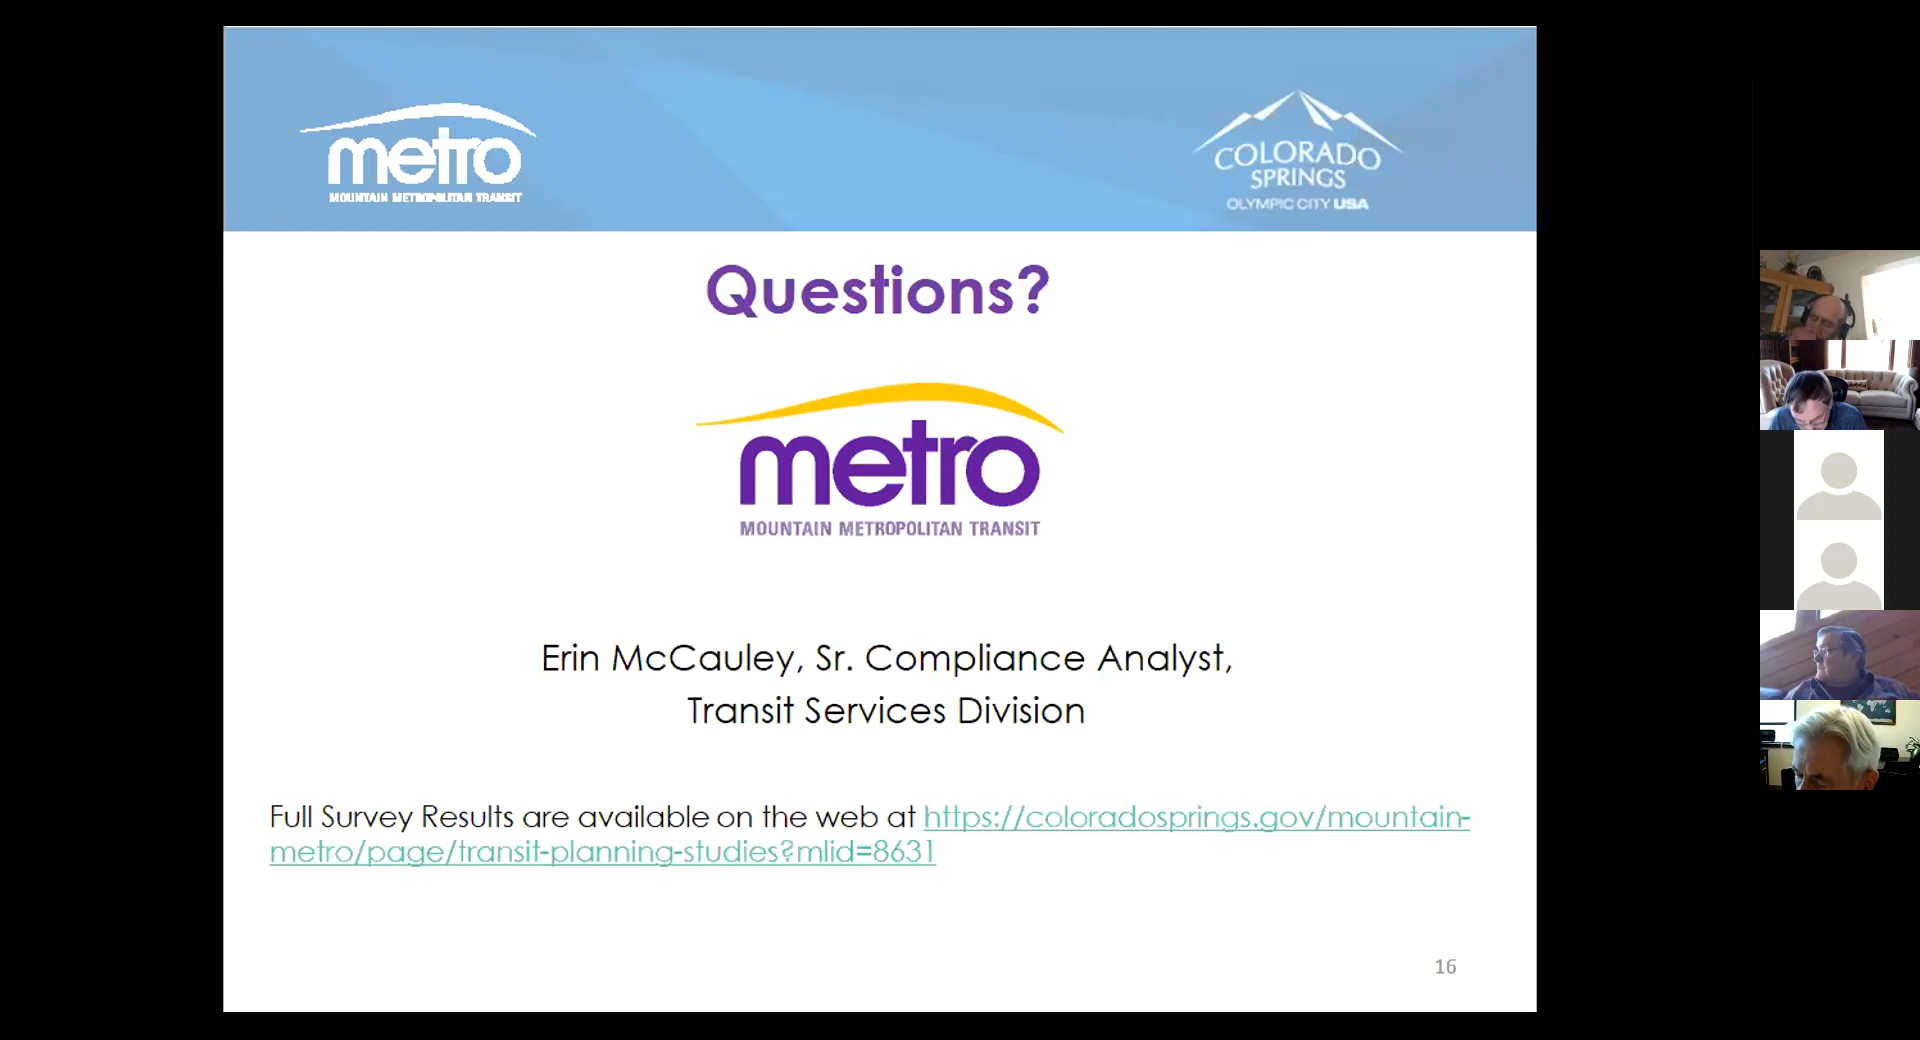 metro
MOUNTAIN METROPOLITAN TRANSIT
COLORADO
SPRINGS
OLYMPIC CITY USA
Questions?
metro
MOUNTAIN METROPOLITAN TRANSIT
Erin McCauley, Sr. Compliance Analyst,
Transit Services Division
Full Survey Results are available on the web at https://coloradosprings.gov/mountain-
metro/page/transit-planning-studies?mlid=8631
16